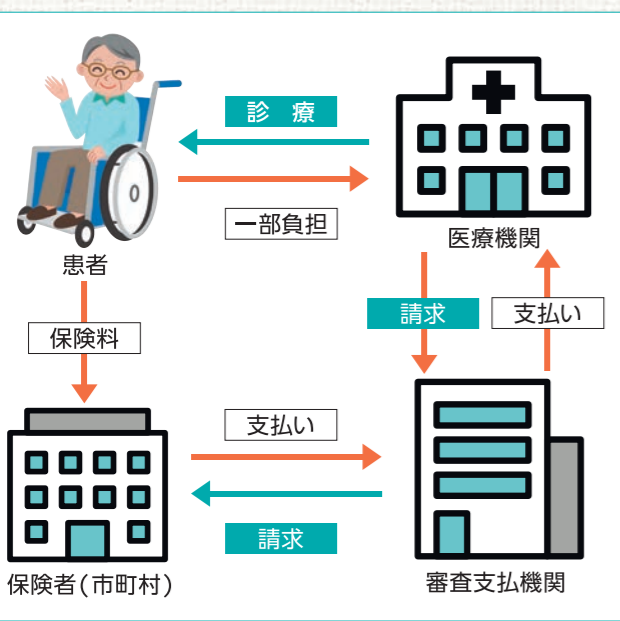 診 療
一部負担
患者
医療機関
保険料
請求
支払い
支払い
請求
保険者(市町村)
審査支払機関